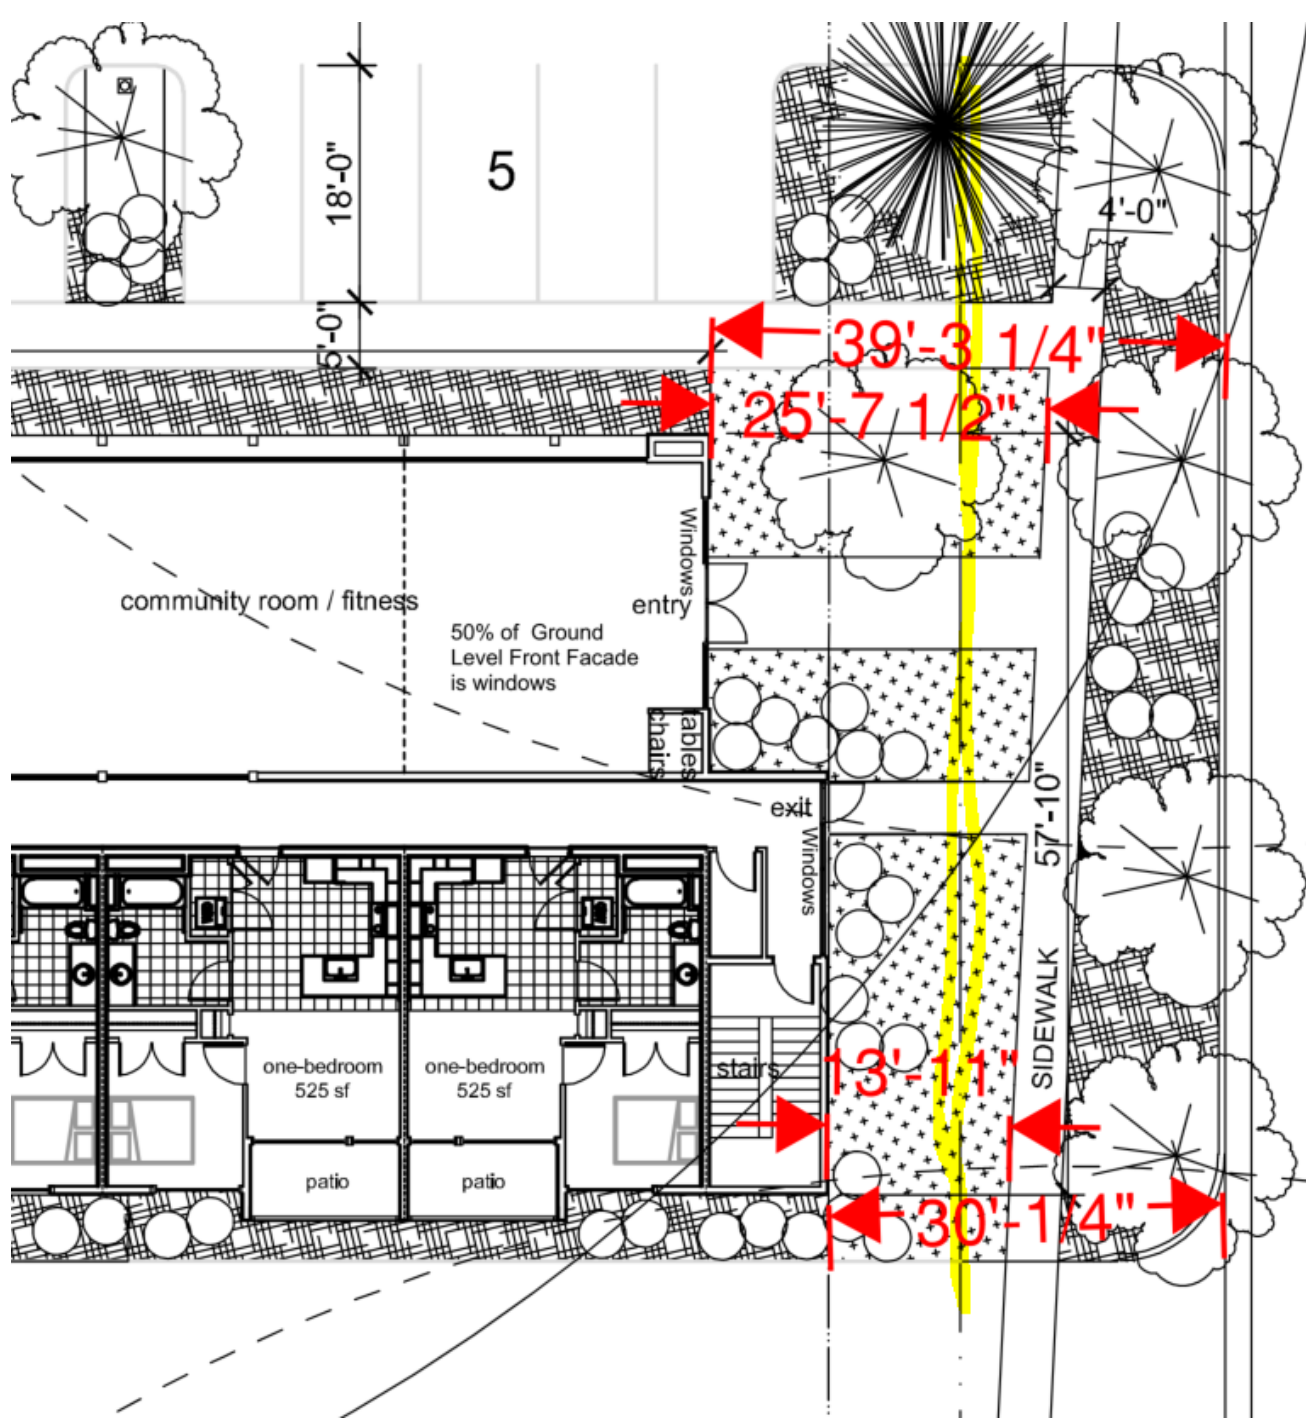 5
18'-0"
4'-0"
5'-0"
39'-3 1/4"
25'-7 1/2"
Windows
community room / fitness
entry
50% of Ground
Level Front Facade
is windows
tables
chairs
exit
57'-10"
Windows
SIDEWALK
one-bedroom
525 sf
one-bedroom
525 sf
stairs
13'-11"
patio
patio
30'-1/4"